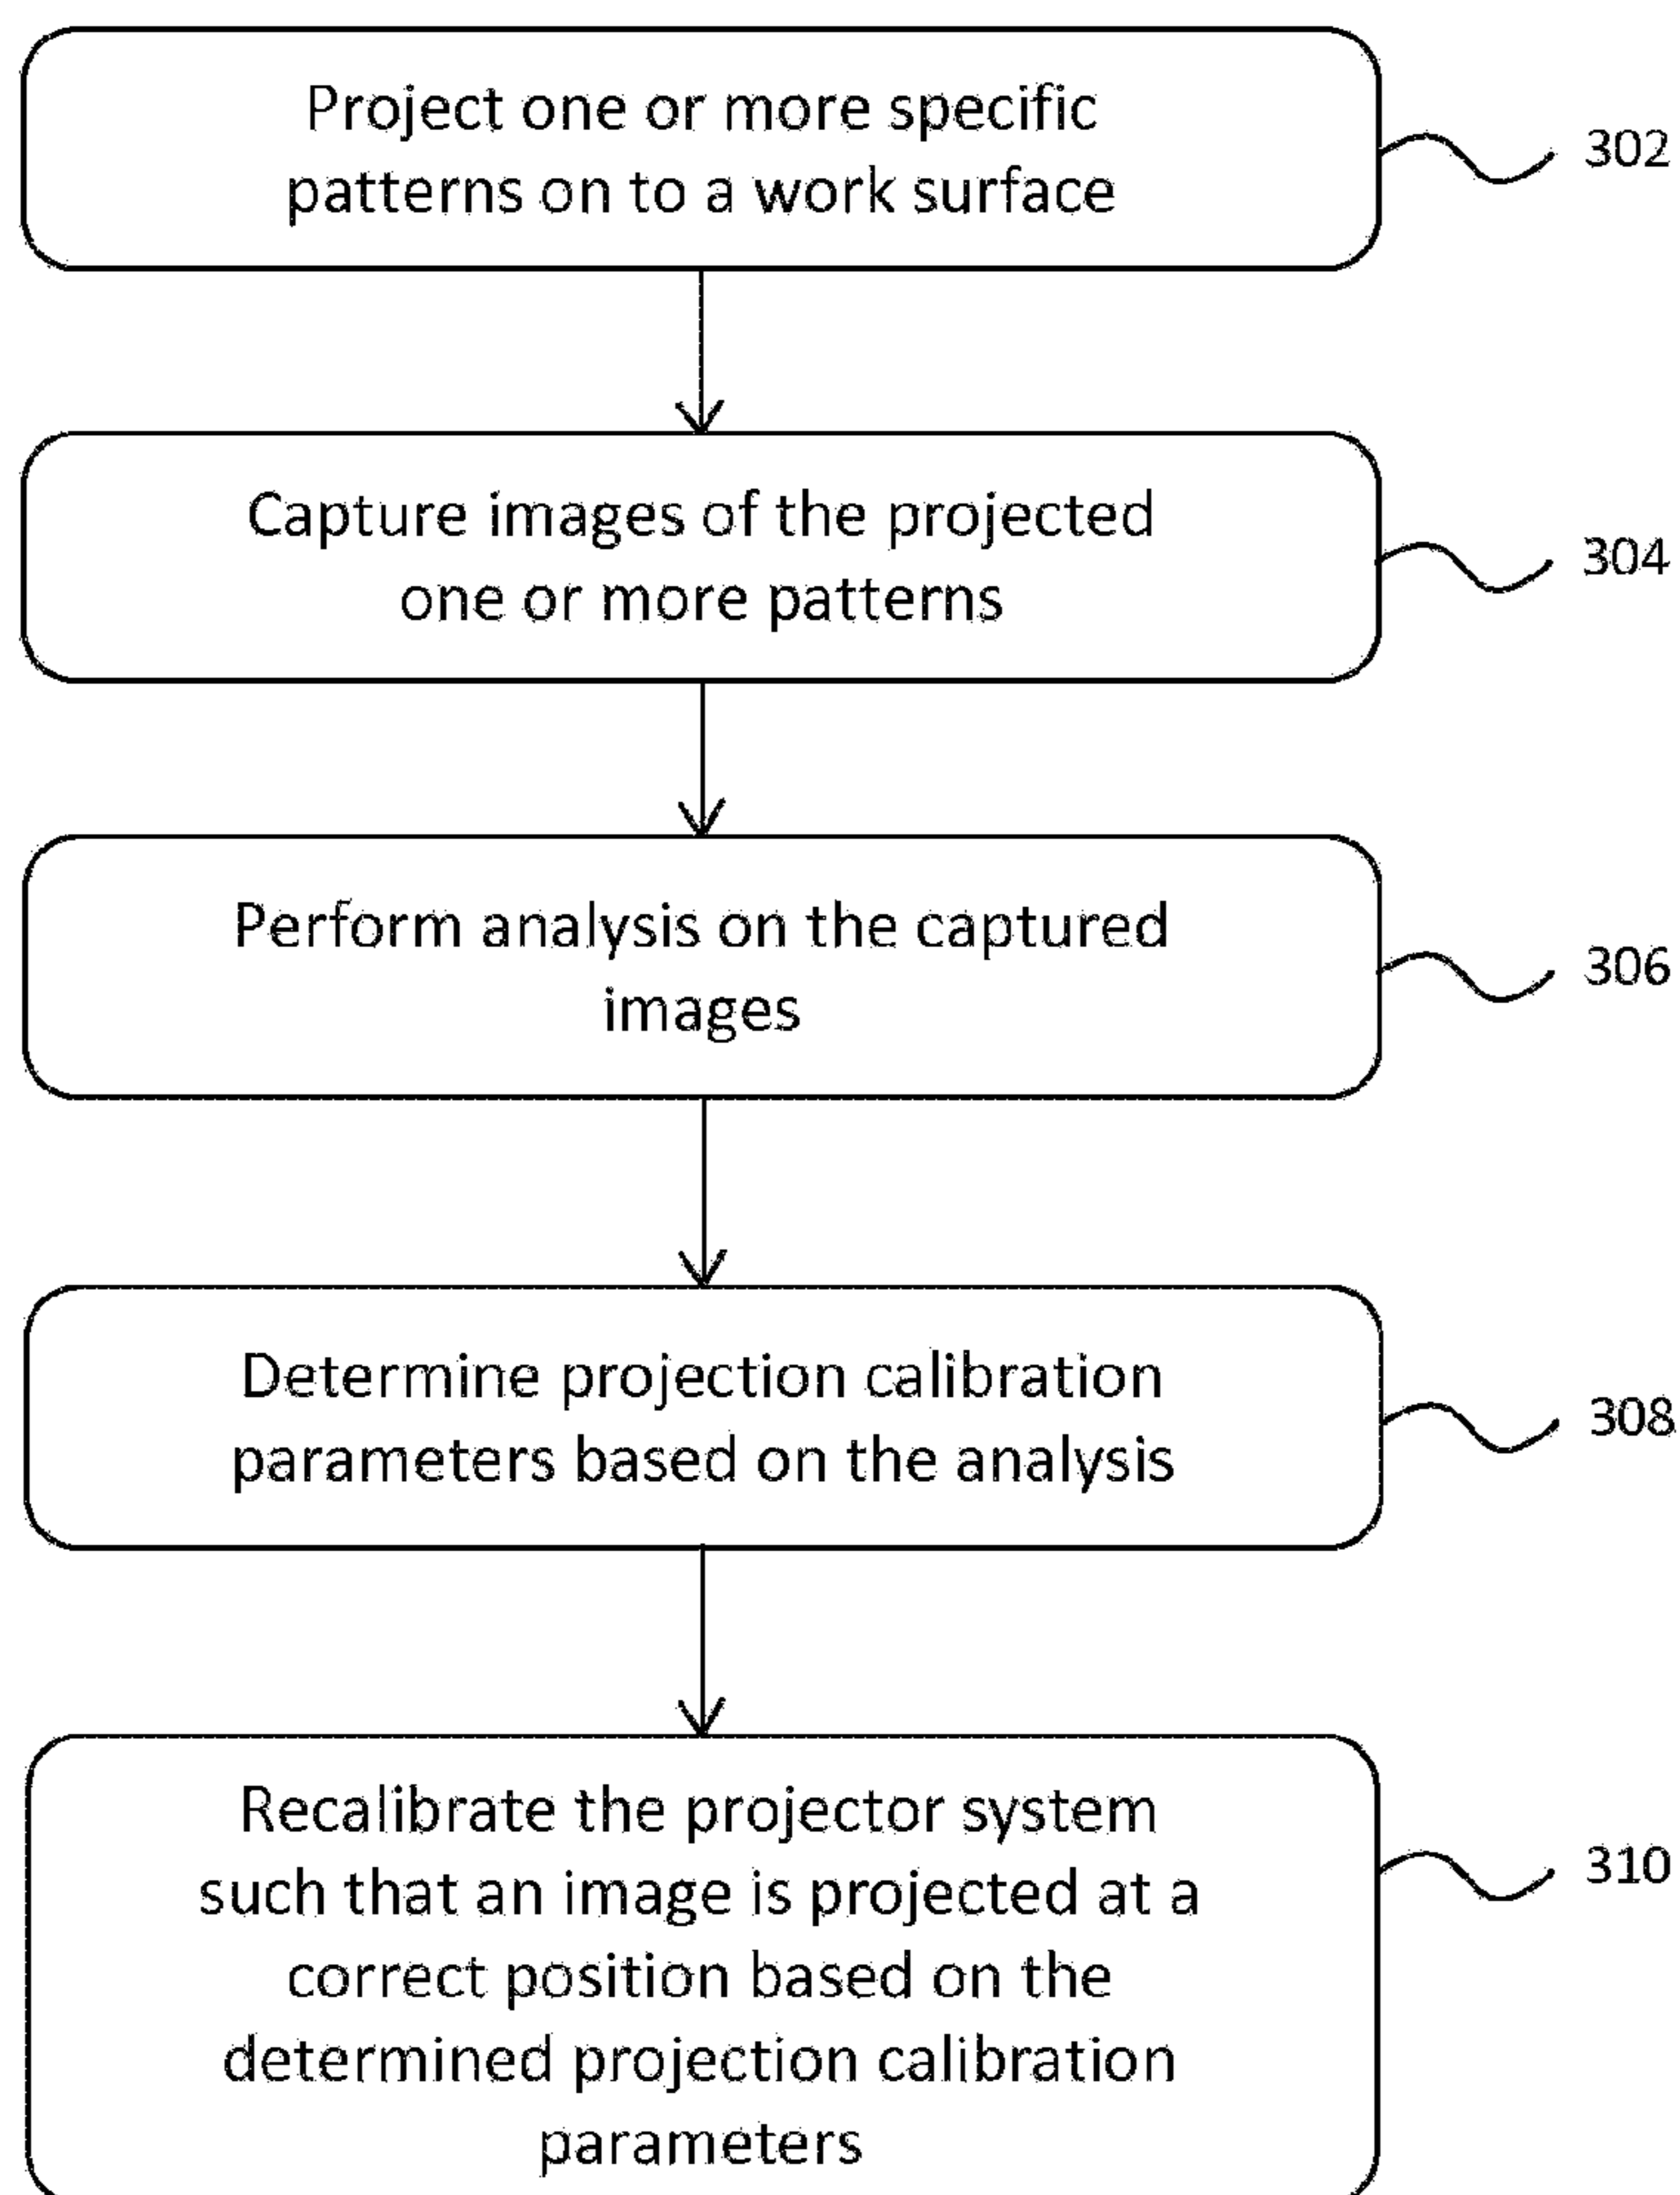 Project one or more specific
patterns on to a work surface
302
Capture images of the projected
one or more patterns
304
Perform analysis on the captured
images
306
Determine projection calibration
parameters based on the analysis
308
Recalibrate the projector system
such that an image is projected at a
correct position based on the
determined projection calibration
parameters
310